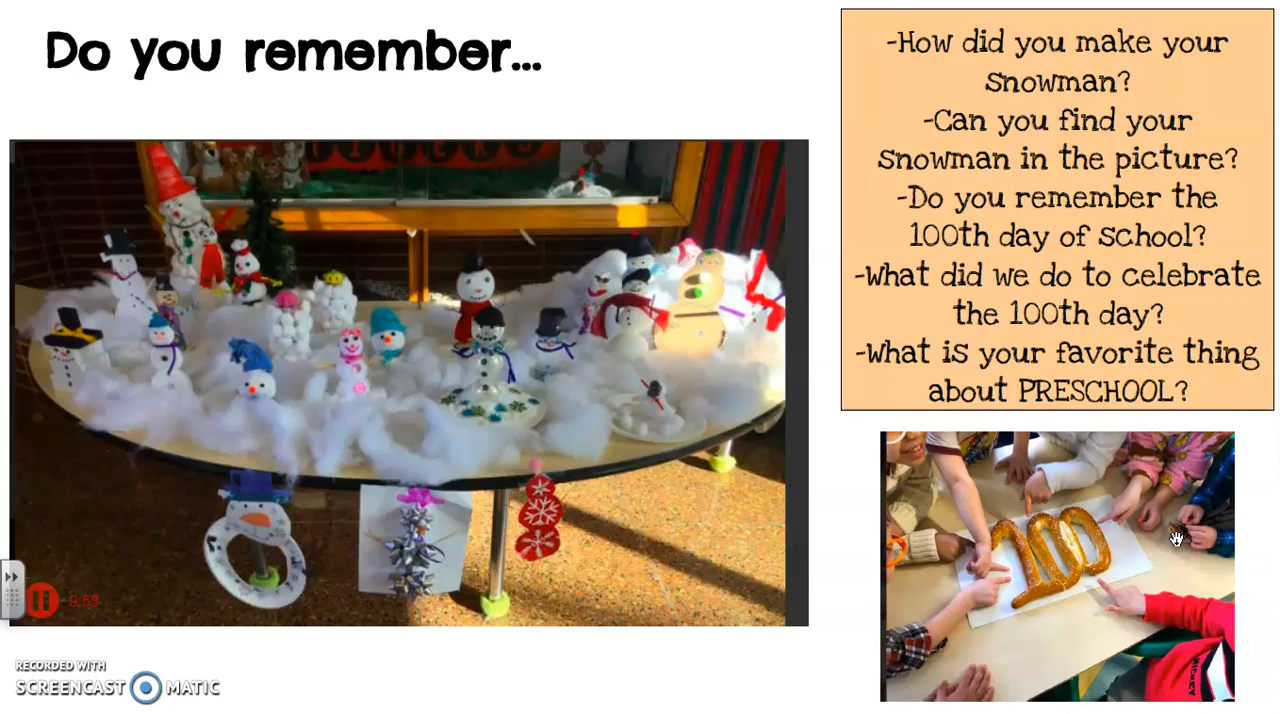 Do you remember...
-How did you make your
snowman?
-Can you find your
snowman in the picture?
-Do you remember the
100th day of school?
-What did we do to celebrate
the 100th day?
-What is your favorite thing
about PRESCHOOL?
100
9:58
RECORDED WITH
SCREENCAST MATIC